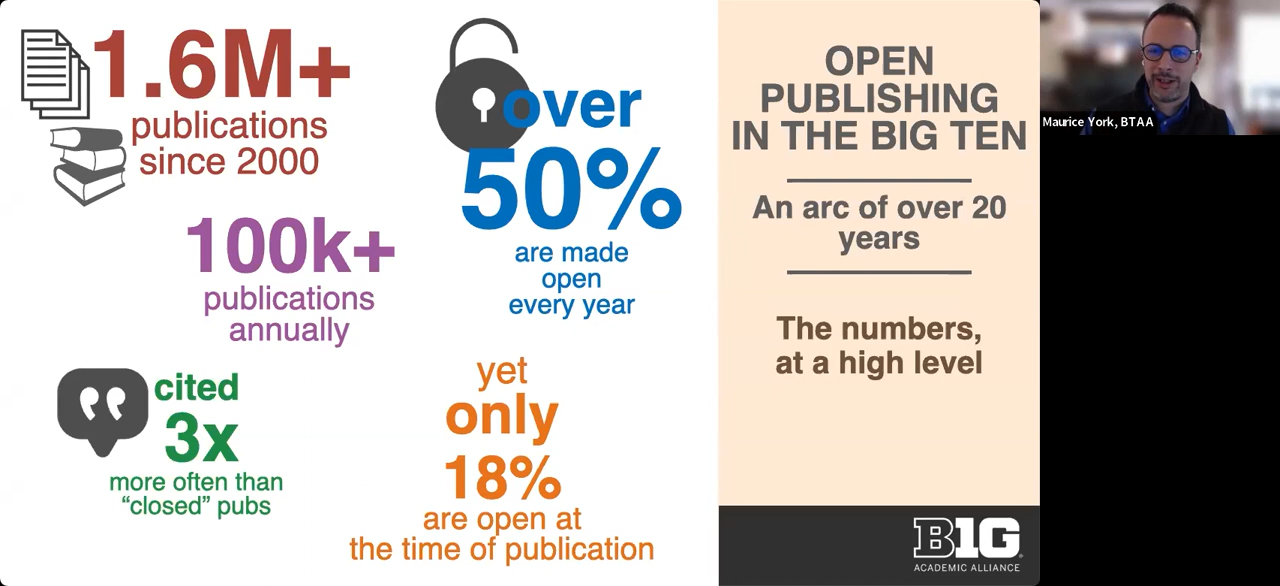 1.6M+
publications
since 2000
100k+
publications
annually
cited
3x
more often than
“closed” pubs
over
50%
are made
open
every year
yet
only
18%
are open at
the time of publication
OPEN
PUBLISHING
IN THE BIG TEN
An arc of over 20
years
The numbers,
at a high level
B1G
ACADEMIC ALLIANCE
Maurice York, BTAA